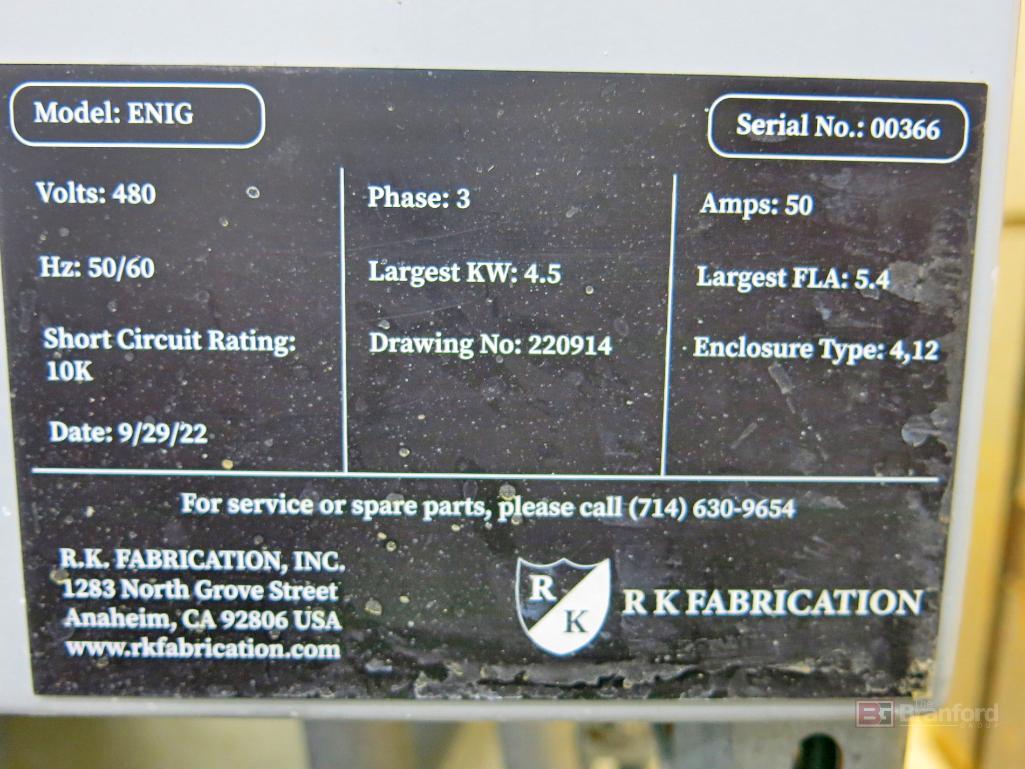 Model: ENIG
Serial No.: 00366
Volts: 480
Phase: 3
Amps: 50
Hz: 50/60
Largest KW: 4.5
Largest FLA: 5.4
Short Circuit Rating:
10K
Drawing No: 220914
Enclosure Type: 4,12
Date: 9/29/22
For service or spare parts, please call (714) 630-9654
R.K. FABRICATION, INC.
1283 North Grove Street
Anaheim, CA 92806 USA
www.rkfabrication.com
R
K
R K FABRICATION
The
Branford
GROUP